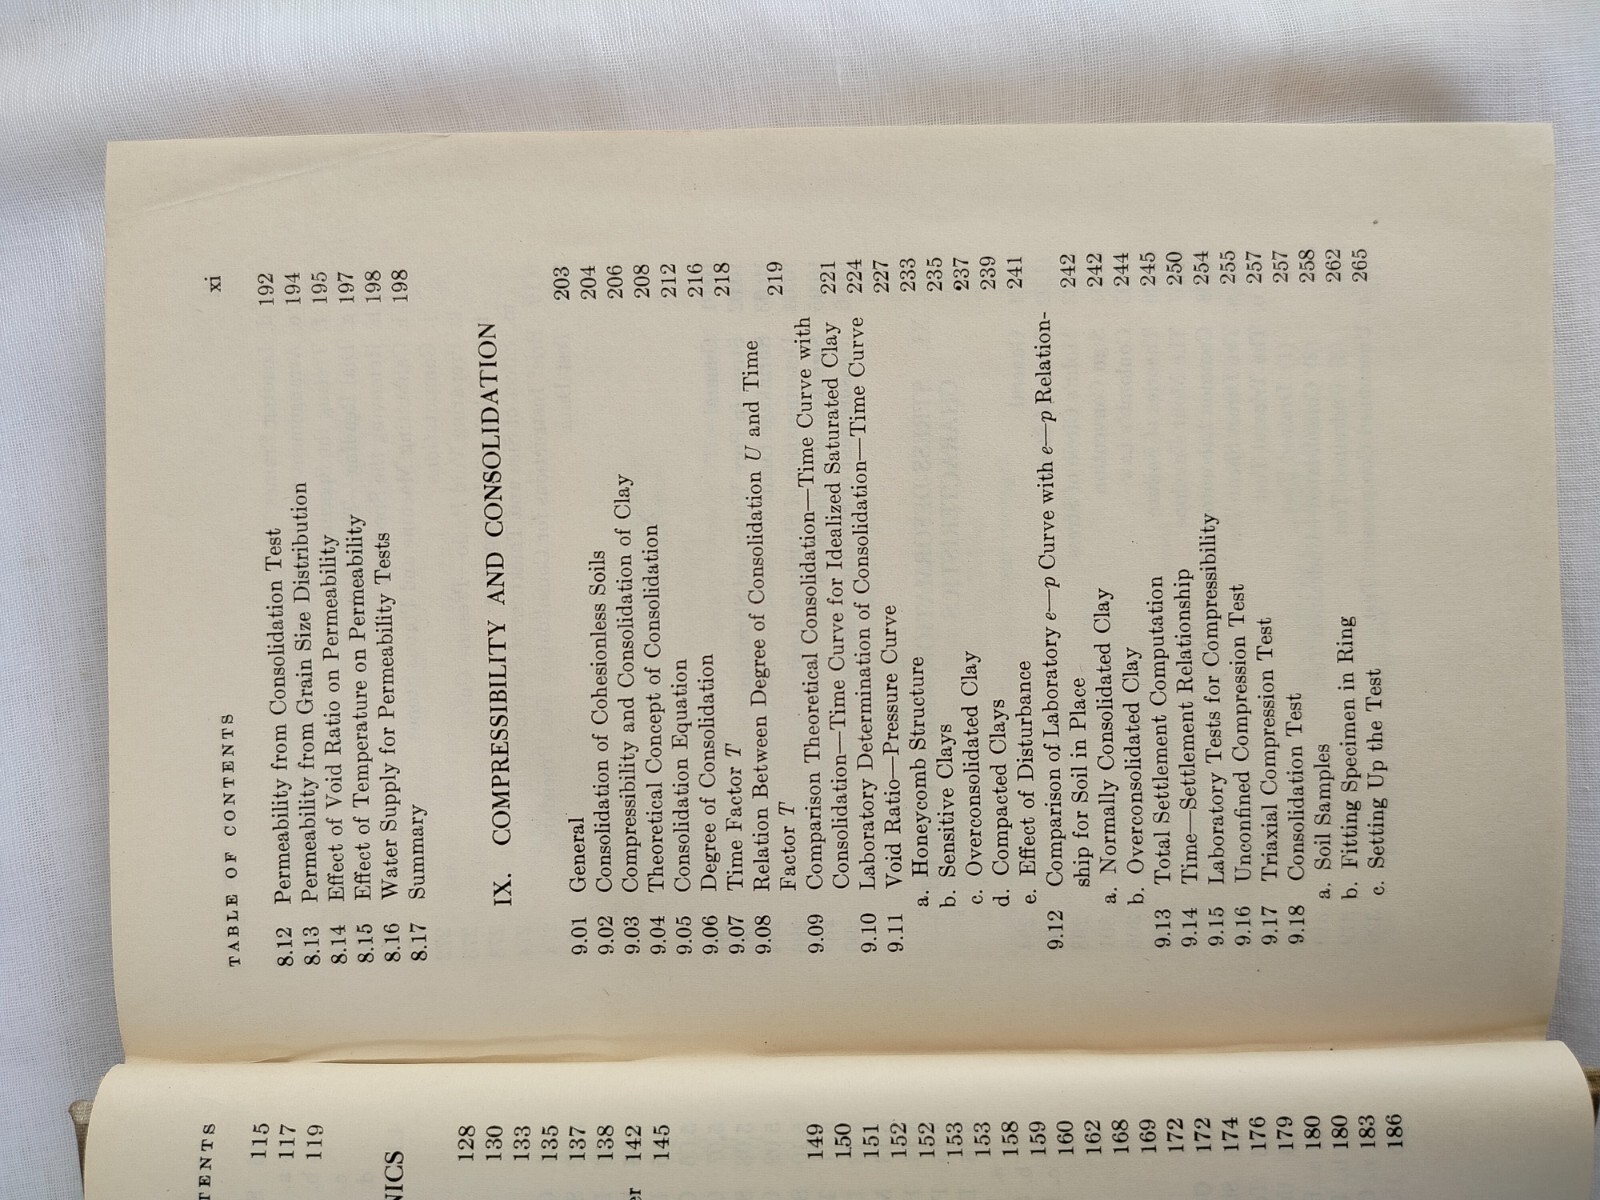 TENTS
115
117
119
NICS
128
130
133
135
137
138
142
er 145
149
150
151
152
152
153
153
158
159
160
162
168
169
172
172
174
176
179
180
180
183
186
TABLE OF CONTENTS xi
8.12 Permeability from Consolidation Test 192
8.13 Permeability from Grain Size Distribution 194
8.14 Effect of Void Ratio on Permeability 195
8.15 Effect of Temperature on Permeability 197
8.16 Water Supply for Permeability Tests 198
8.17 Summary 198
IX. COMPRESSIBILITY AND CONSOLIDATION
9.01 General 203
9.02 Consolidation of Cohesionless Soils 204
9.03 Compressibility and Consolidation of Clay 206
9.04 Theoretical Concept of Consolidation 208
9.05 Consolidation Equation 212
9.06 Degree of Consolidation 216
9.07 Time Factor T 218
9.08 Relation Between Degree of Consolidation U and Time
Factor T 219
9.09 Comparison Theoretical Consolidation—Time Curve with
Consolidation—Time Curve for Idealized Saturated Clay 221
9.10 Laboratory Determination of Consolidation—Time Curve 224
9.11 Void Ratio—Pressure Curve 227
a. Honeycomb Structure 233
b. Sensitive Clays 235
c. Overconsolidated Clay 237
d. Compacted Clays 239
e. Effect of Disturbance 241
9.12 Comparison of Laboratory e—p Curve with e—p Relation-
ship for Soil in Place 242
a. Normally Consolidated Clay 242
b. Overconsolidated Clay 244
9.13 Total Settlement Computation 245
9.14 Time—Settlement Relationship 250
9.15 Laboratory Tests for Compressibility 254
9.16 Unconfined Compression Test 255
9.17 Triaxial Compression Test 257
9.18 Consolidation Test 257
a. Soil Samples 258
b. Fitting Specimen in Ring 262
c. Setting Up the Test 265